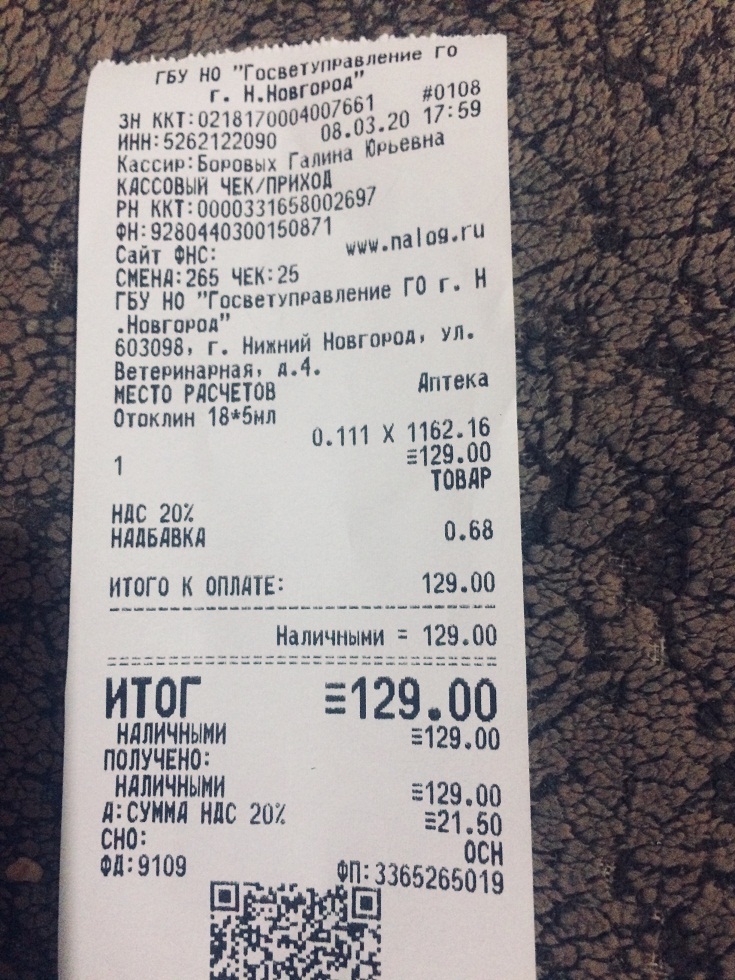 ГБУ НО "Госветуправление ГО
г. Н.Новгород"
ЗН ККТ:0218170004007661 #0108
ИНН:5262122090 08.03.20 17:59
Кассир:Боровых Галина Юрьевна
КАССОВЫЙ ЧЕК/ПРИХОД
РН ККТ:0000331658002697
ФН:9280440300150871
Сайт ФНС: www.nalog.ru
СМЕНА:265 ЧЕК:25
ГБУ НО "Госветуправление ГО г. Н
.Новгород"
603098, г. Нижний Новгород, ул.
Ветеринарная, д.4.
МЕСТО РАСЧЕТОВ Аптека
Отоклин 18*5мл
0.111 X 1162.16
1 ≡129.00
ТОВАР
НДС 20%
НАДБАВКА 0.68
ИТОГО К ОПЛАТЕ: 129.00
Наличными = 129.00
ИТОГ ≡129.00
НАЛИЧНЫМИ ≡129.00
ПОЛУЧЕНО:
НАЛИЧНЫМИ ≡129.00
А:СУММА НДС 20% ≡21.50
СНО: ОСН
ФД:9109 ФП:3365265019